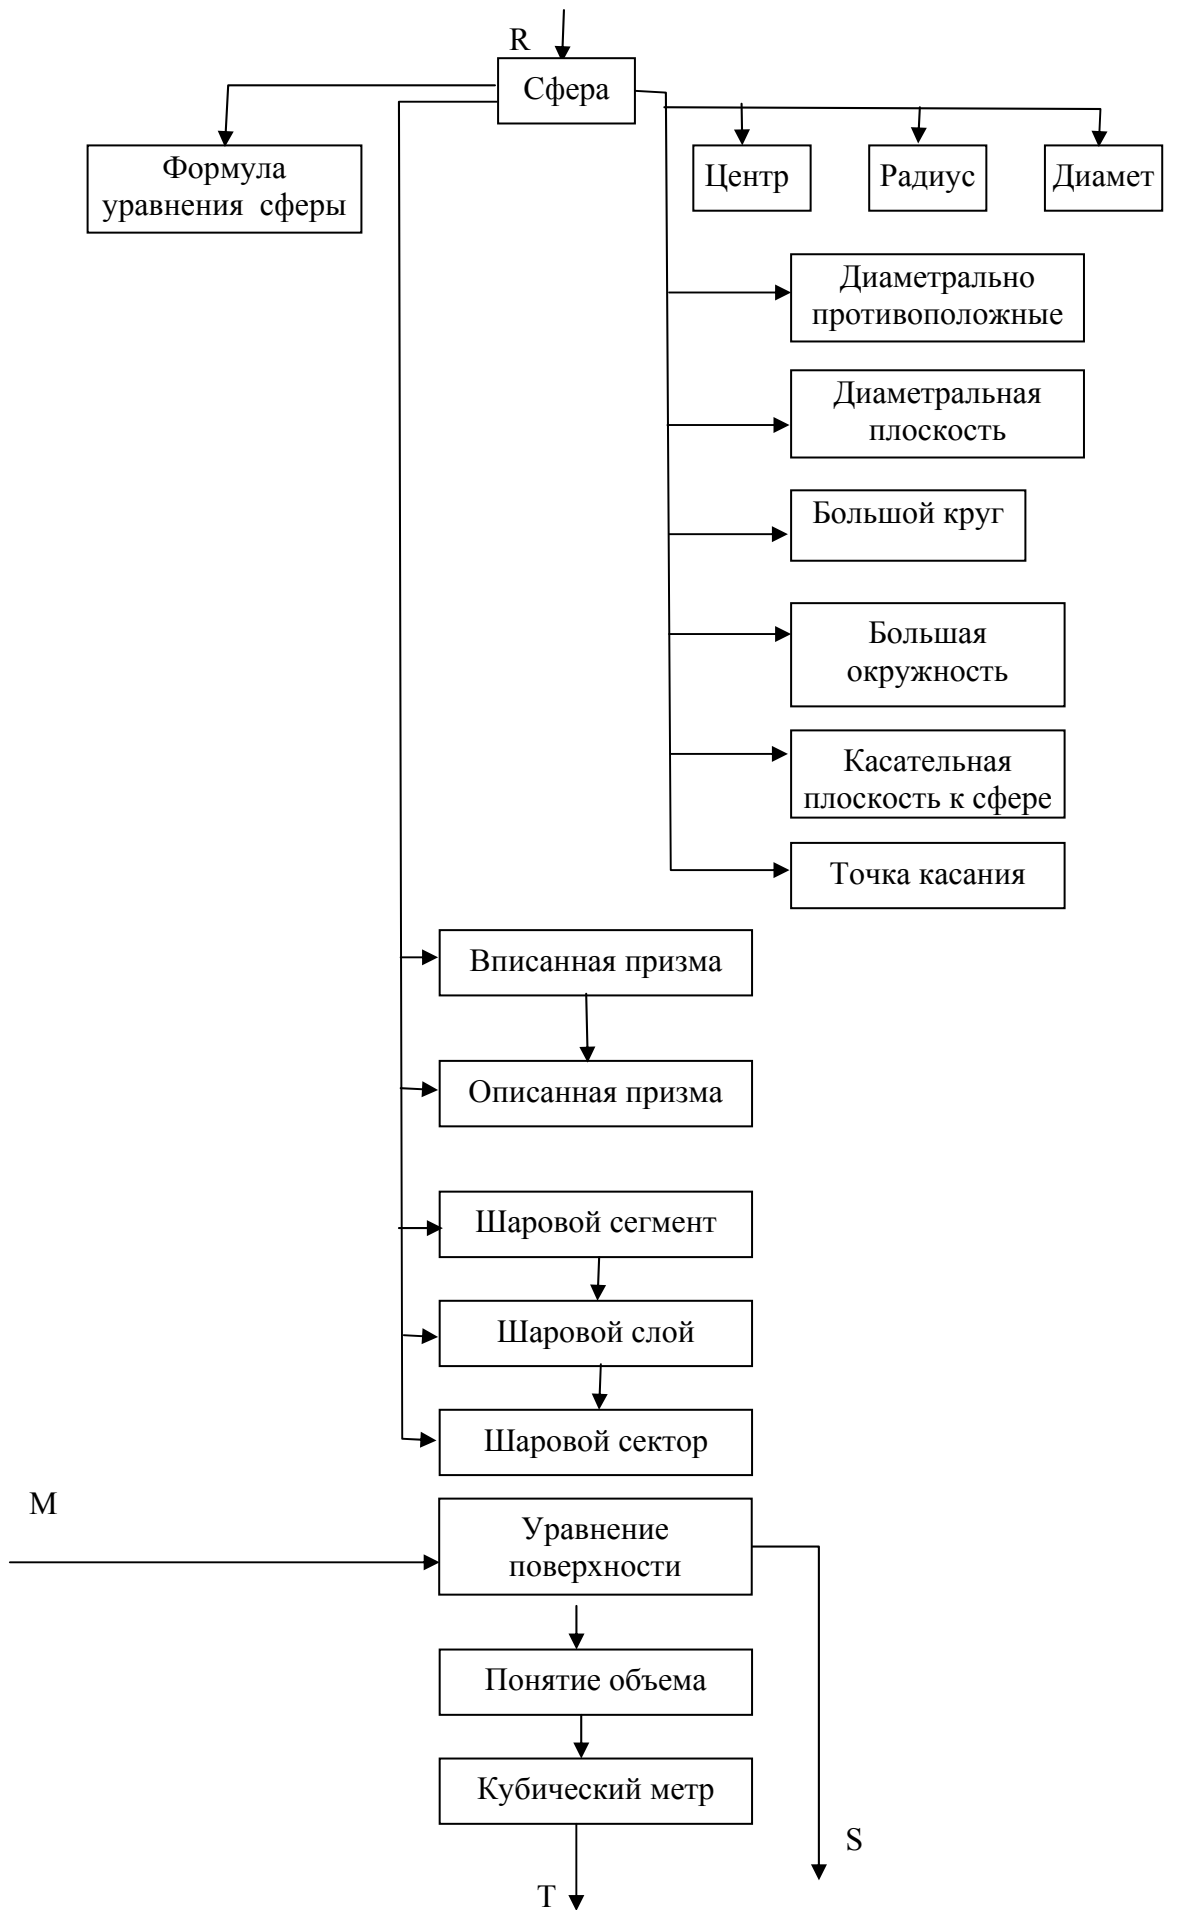 R
Сфера
Формула
уравнения сферы
Центр
Радиус
Диамет
Диаметрально
противоположные
Диаметральная
плоскость
Большой круг
Большая
окружность
Касательная
плоскость к сфере
Точка касания
Вписанная призма
Описанная призма
Шаровой сегмент
Шаровой слой
Шаровой сектор
М
Уравнение
поверхности
Понятие объема
Кубический метр
S
Т